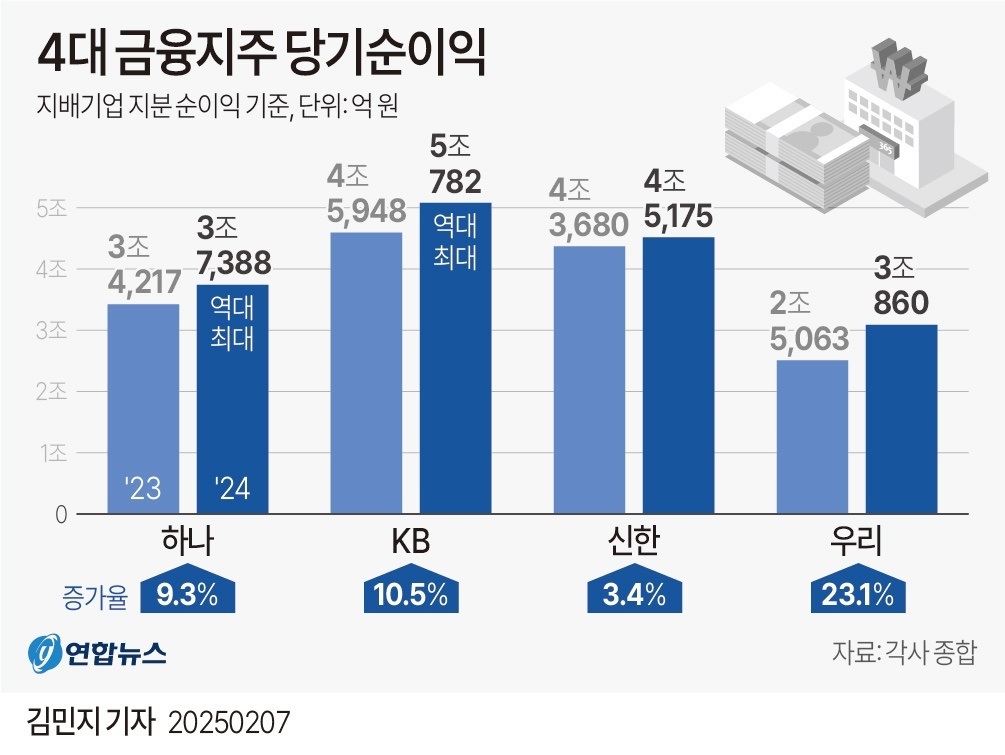 4대 금융지주 당기순이익
지배기업 지분 순이익 기준, 단위: 억 원
365
5조
4조
3조
2조
1조
0
3조
4,217
3조
7,388
역대
최대
4조
5,948
5조
782
역대
최대
4조
3,680
4조
5,175
2조
5,063
3조
860
'23 '24
하나 KB 신한 우리
증가율 9.3% 10.5% 3.4% 23.1%
연합뉴스 자료: 각사 종합
김민지 기자 20250207